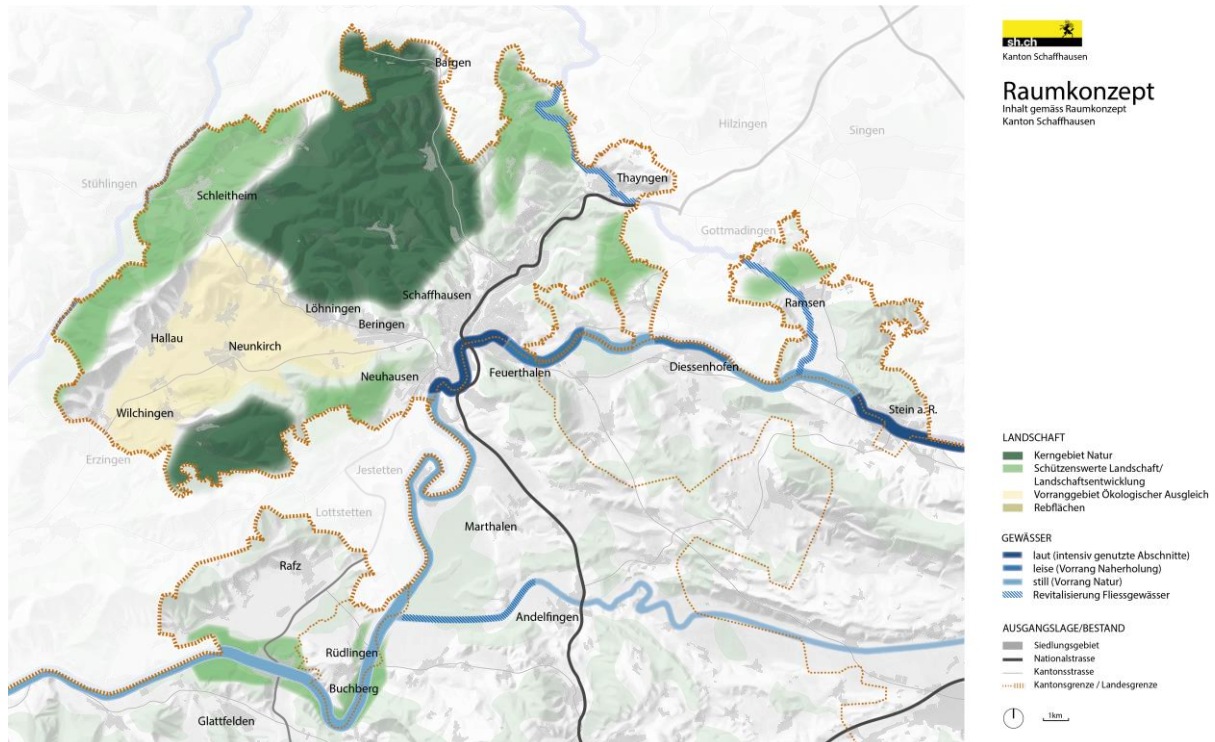 sh.ch
Kanton Schaffhausen
Raumkonzept
Inhalt gemäss Raumkonzept
Kanton Schaffhausen
Bargen
Hilzingen
Singen
Thayngen
Stühlingen
Schleitheim
Gottmadingen
Schaffhausen
Ramsen
Löhningen
Beringen
Hallau
Neunkirch
Neuhausen
Feuerthalen
Diessenhofen
Wilchingen
Stein a.R.
Erzingen
Jestetten
Lottstetten
Marthalen
Rafz
Andelfingen
Rüdlingen
Buchberg
Glattfelden
LANDSCHAFT
Kerngebiet Natur
Schützenswerte Landschaft/
Landschaftsentwicklung
Vorranggebiet Ökologischer Ausgleich
Rebflächen
GEWÄSSER
laut (intensiv genutzte Abschnitte)
leise (Vorrang Naherholung)
still (Vorrang Natur)
Revitalisierung Fliessgewässer
AUSGANGSLAGE/BESTAND
Siedlungsgebiet
Nationalstrasse
Kantonsstrasse
Kantonsgrenze / Landesgrenze
1km